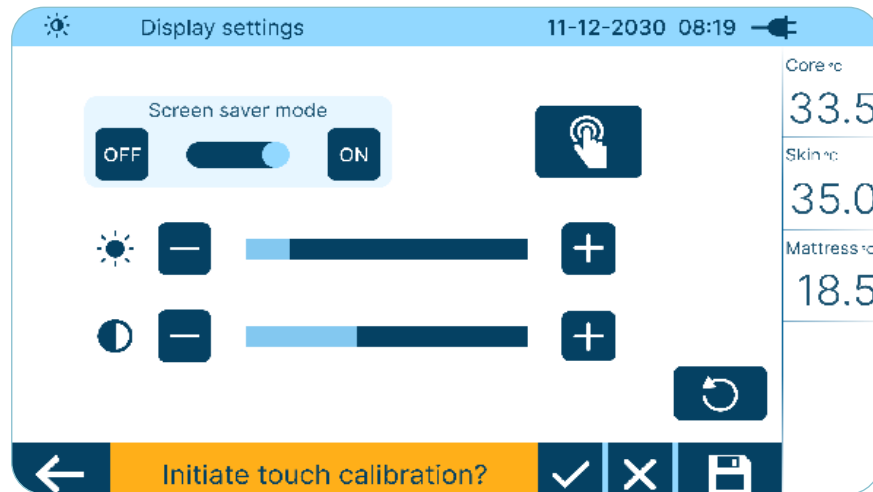 Display settings
11-12-2030 08:19
Core °C
33.5
Skin °C
35.0
Mattress °C
18.5
Screen saver mode
OFF
ON
Initiate touch calibration?